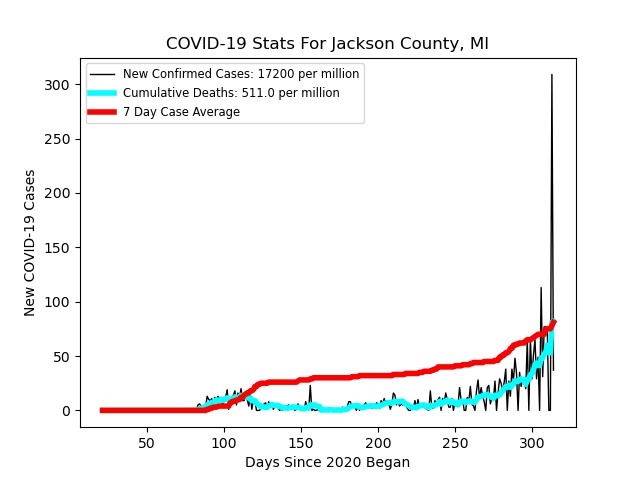 COVID-19 Stats For Jackson County, MI
New Confirmed Cases: 17200 per million
Cumulative Deaths: 511.0 per million
7 Day Case Average
New COVID-19 Cases
300
250
200
150
100
50
0
50 100 150 200 250 300
Days Since 2020 Began